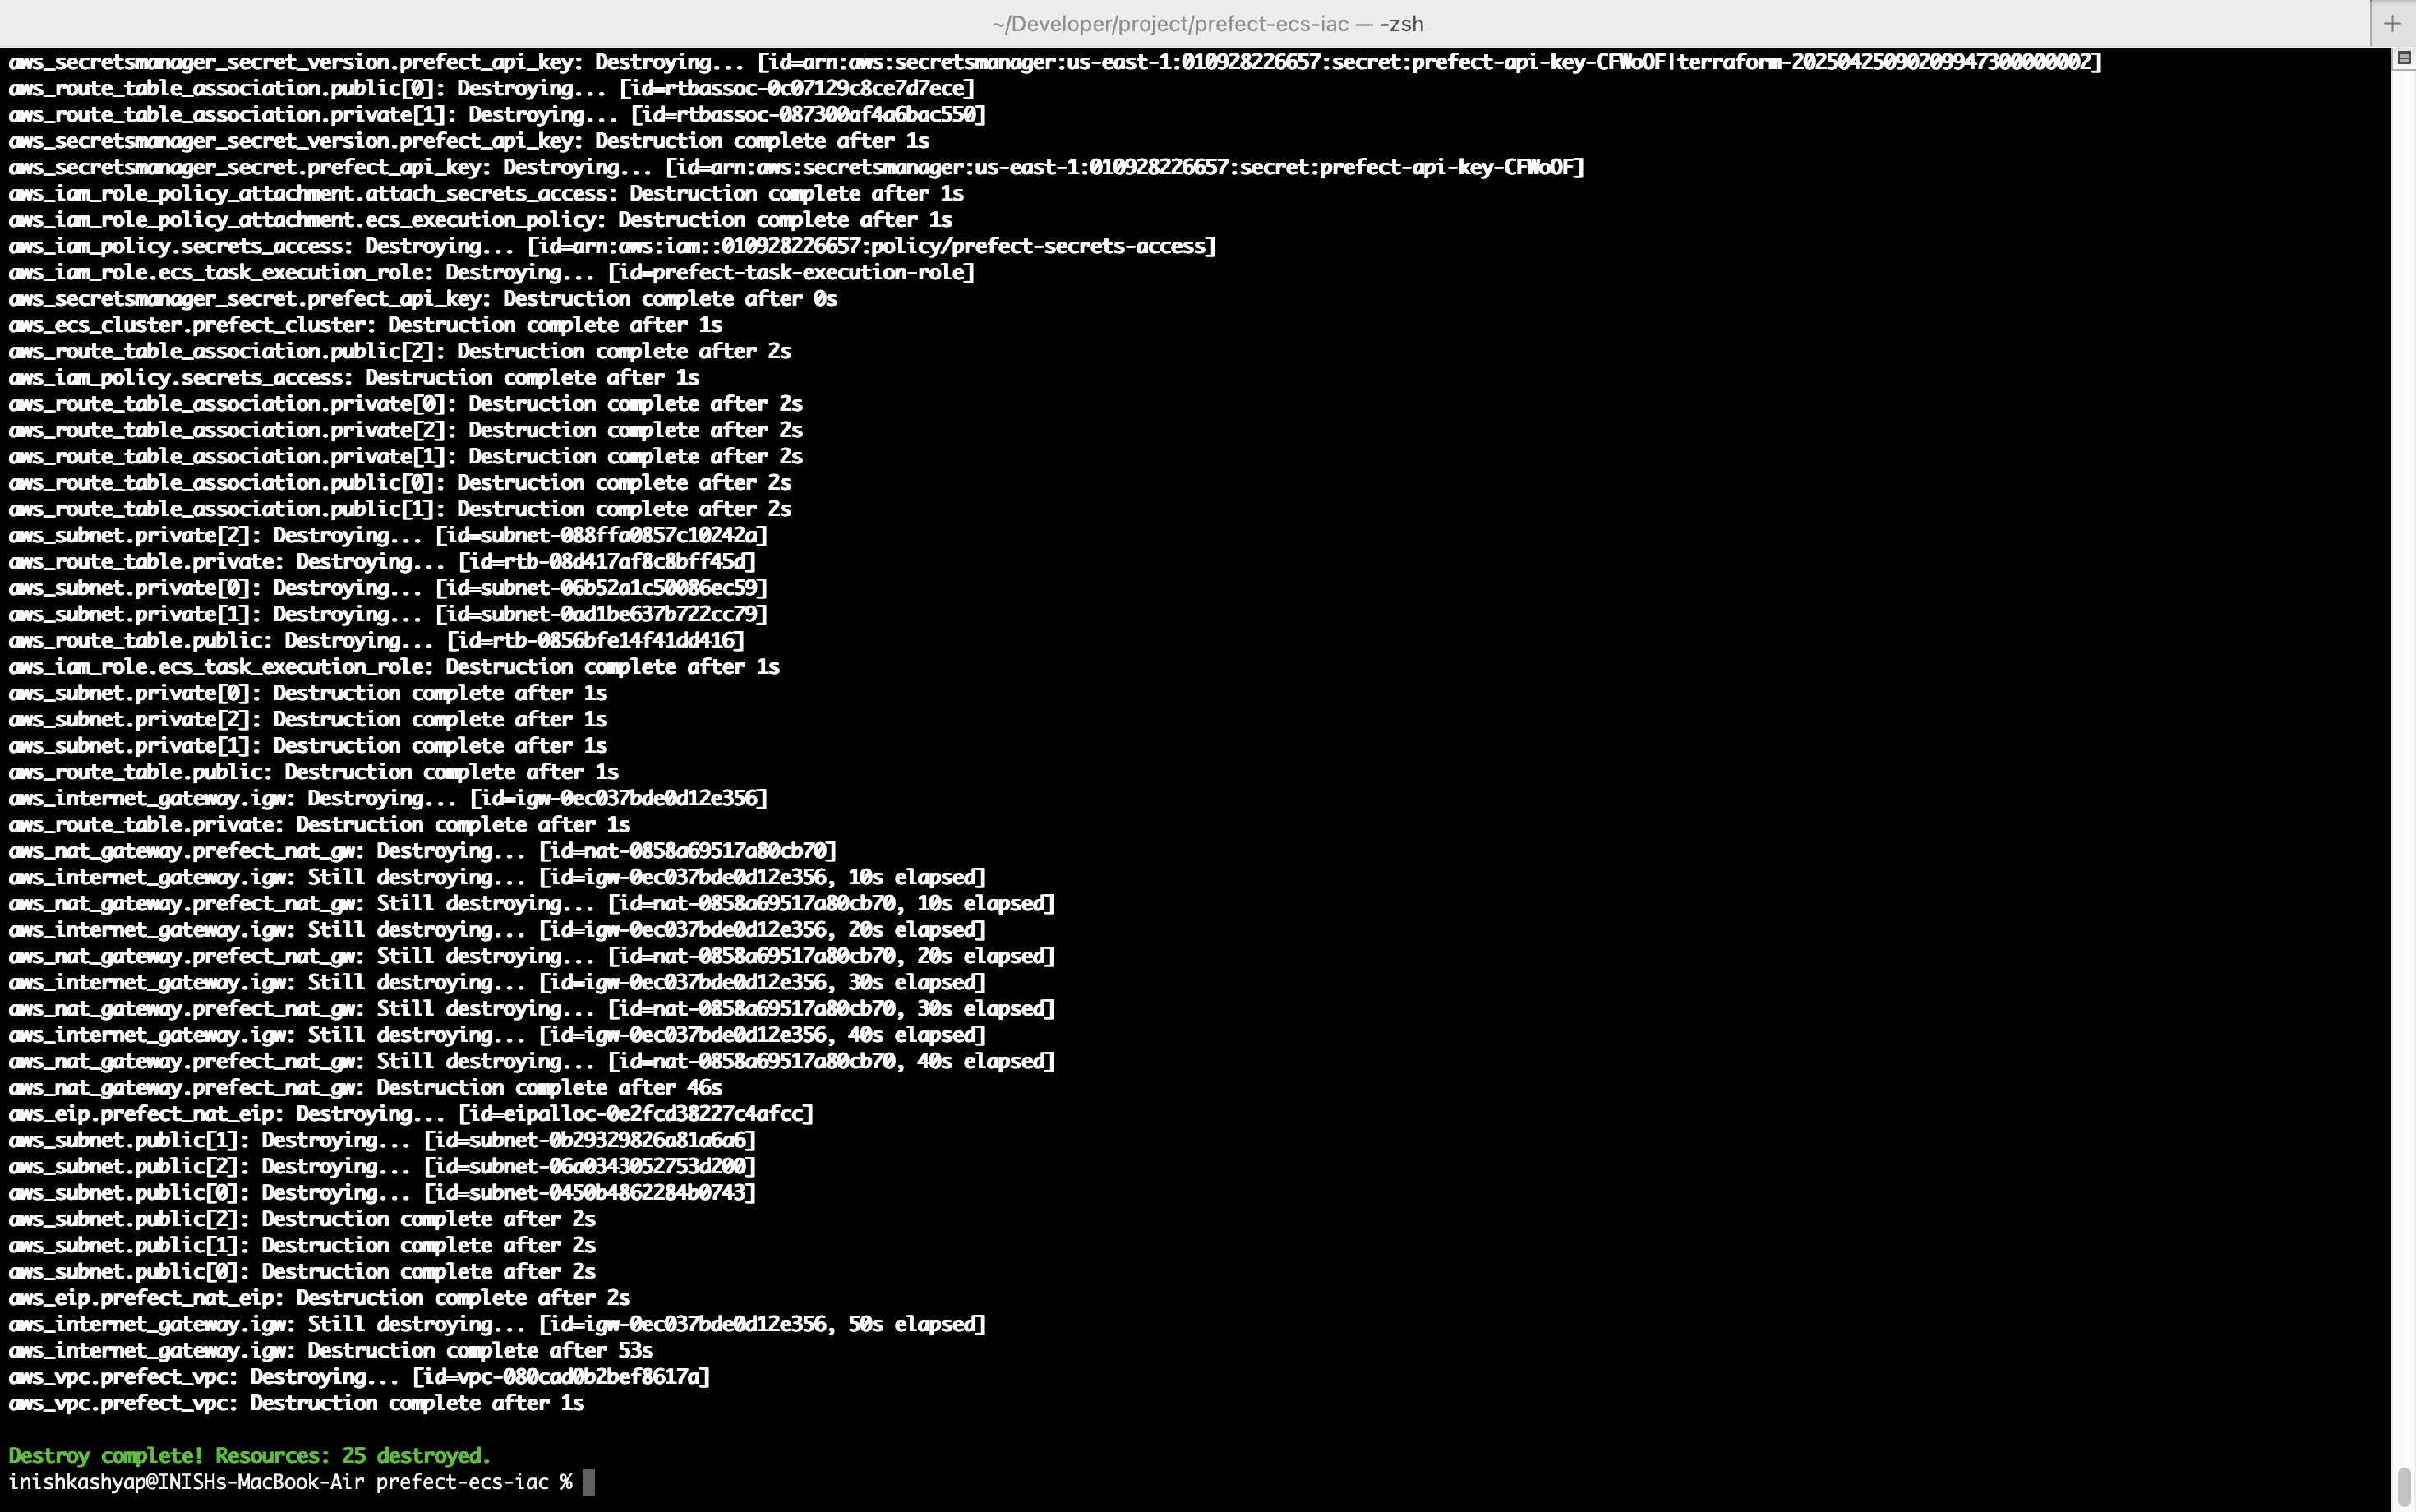 ~/Developer/project/prefect-ecs-iac — -zsh
aws_secretsmanager_secret_version.prefect_api_key: Destroying... [id=arn:aws:secretsmanager:us-east-1:010928226657:secret:prefect-api-key-CFWoOF|terraform-20250425090209947300000002]
aws_route_table_association.public[0]: Destroying... [id=rtbassoc-0c07129c8ce7d7ece]
aws_route_table_association.private[1]: Destroying... [id=rtbassoc-087300af4a6bac550]
aws_secretsmanager_secret_version.prefect_api_key: Destruction complete after 1s
aws_secretsmanager_secret.prefect_api_key: Destroying... [id=arn:aws:secretsmanager:us-east-1:010928226657:secret:prefect-api-key-CFWoOF]
aws_iam_role_policy_attachment.attach_secrets_access: Destruction complete after 1s
aws_iam_role_policy_attachment.ecs_execution_policy: Destruction complete after 1s
aws_iam_policy.secrets_access: Destroying... [id=arn:aws:iam::010928226657:policy/prefect-secrets-access]
aws_iam_role.ecs_task_execution_role: Destroying... [id=prefect-task-execution-role]
aws_secretsmanager_secret.prefect_api_key: Destruction complete after 0s
aws_ecs_cluster.prefect_cluster: Destruction complete after 1s
aws_route_table_association.public[2]: Destruction complete after 2s
aws_iam_policy.secrets_access: Destruction complete after 1s
aws_route_table_association.private[0]: Destruction complete after 2s
aws_route_table_association.private[2]: Destruction complete after 2s
aws_route_table_association.private[1]: Destruction complete after 2s
aws_route_table_association.public[0]: Destruction complete after 2s
aws_route_table_association.public[1]: Destruction complete after 2s
aws_subnet.private[2]: Destroying... [id=subnet-088ffa0857c10242a]
aws_route_table.private: Destroying... [id=rtb-08d417af8c8bff45d]
aws_subnet.private[0]: Destroying... [id=subnet-06b52a1c50086ec59]
aws_subnet.private[1]: Destroying... [id=subnet-0ad1be637b722cc79]
aws_route_table.public: Destroying... [id=rtb-0856bfe14f41dd416]
aws_iam_role.ecs_task_execution_role: Destruction complete after 1s
aws_subnet.private[0]: Destruction complete after 1s
aws_subnet.private[2]: Destruction complete after 1s
aws_subnet.private[1]: Destruction complete after 1s
aws_route_table.public: Destruction complete after 1s
aws_internet_gateway.igw: Destroying... [id=igw-0ec037bde0d12e356]
aws_route_table.private: Destruction complete after 1s
aws_nat_gateway.prefect_nat_gw: Destroying... [id=nat-0858a69517a80cb70]
aws_internet_gateway.igw: Still destroying... [id=igw-0ec037bde0d12e356, 10s elapsed]
aws_nat_gateway.prefect_nat_gw: Still destroying... [id=nat-0858a69517a80cb70, 10s elapsed]
aws_internet_gateway.igw: Still destroying... [id=igw-0ec037bde0d12e356, 20s elapsed]
aws_nat_gateway.prefect_nat_gw: Still destroying... [id=nat-0858a69517a80cb70, 20s elapsed]
aws_internet_gateway.igw: Still destroying... [id=igw-0ec037bde0d12e356, 30s elapsed]
aws_nat_gateway.prefect_nat_gw: Still destroying... [id=nat-0858a69517a80cb70, 30s elapsed]
aws_internet_gateway.igw: Still destroying... [id=igw-0ec037bde0d12e356, 40s elapsed]
aws_nat_gateway.prefect_nat_gw: Still destroying... [id=nat-0858a69517a80cb70, 40s elapsed]
aws_nat_gateway.prefect_nat_gw: Destruction complete after 46s
aws_eip.prefect_nat_eip: Destroying... [id=eipalloc-0e2fcd38227c4afcc]
aws_subnet.public[1]: Destroying... [id=subnet-0b29329826a81a6a6]
aws_subnet.public[2]: Destroying... [id=subnet-06a0343052753d200]
aws_subnet.public[0]: Destroying... [id=subnet-0450b4862284b0743]
aws_subnet.public[2]: Destruction complete after 2s
aws_subnet.public[1]: Destruction complete after 2s
aws_subnet.public[0]: Destruction complete after 2s
aws_eip.prefect_nat_eip: Destruction complete after 2s
aws_internet_gateway.igw: Still destroying... [id=igw-0ec037bde0d12e356, 50s elapsed]
aws_internet_gateway.igw: Destruction complete after 53s
aws_vpc.prefect_vpc: Destroying... [id=vpc-080cad0b2bef8617a]
aws_vpc.prefect_vpc: Destruction complete after 1s
Destroy complete! Resources: 25 destroyed.
inishkashyap@INISHs-MacBook-Air prefect-ecs-iac %